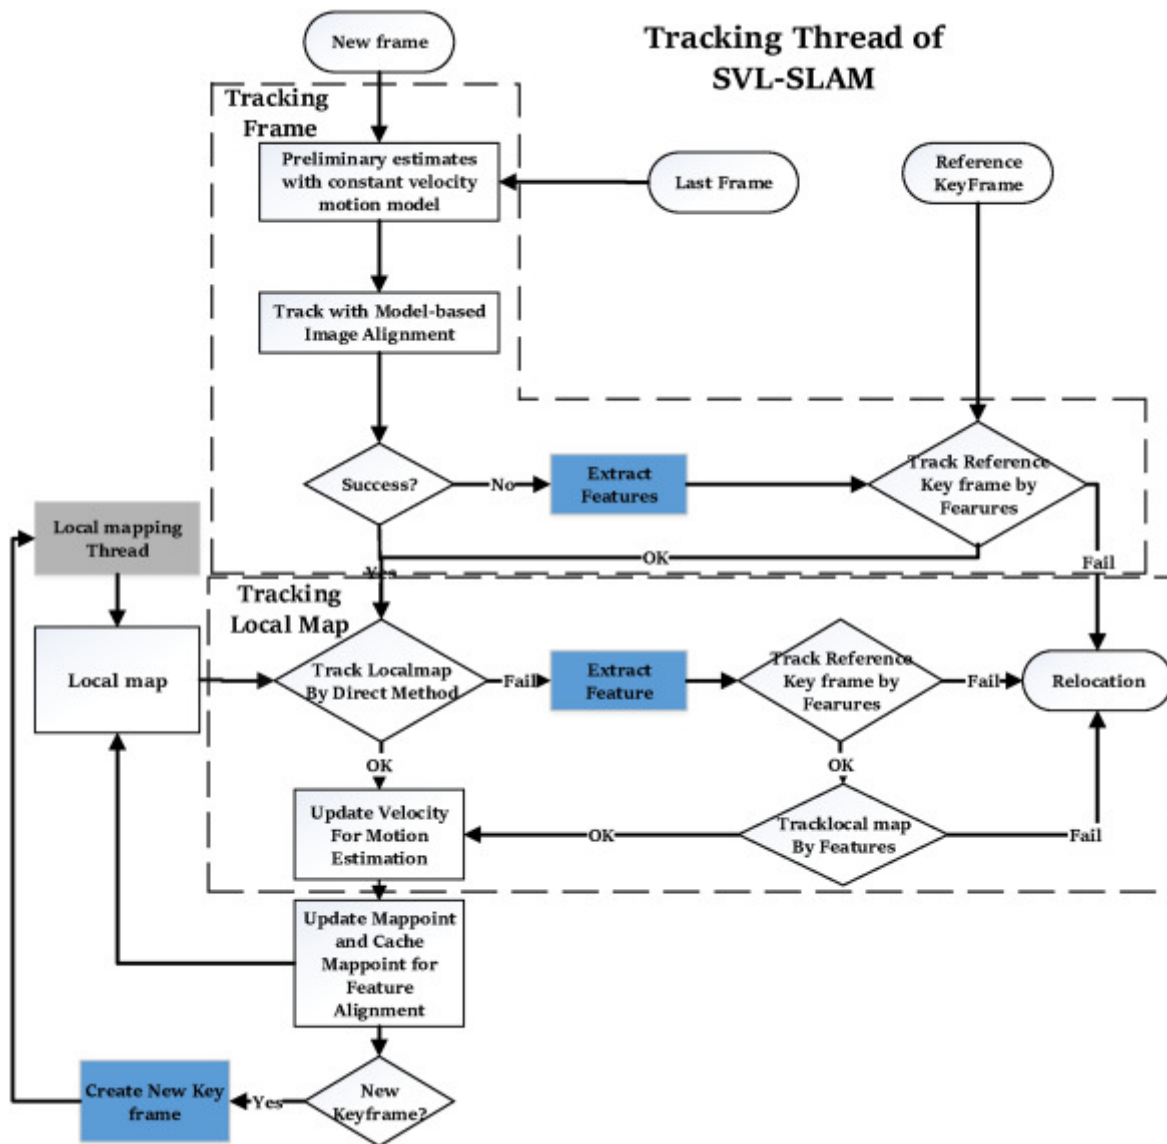 New frame
Tracking Thread of
SVL-SLAM
Tracking
Frame
Preliminary estimates
with constant velocity
motion model
Last Frame
Reference
KeyFrame
Track with Model-based
Image Alignment
Success?
No
Extract
Features
Track Reference
Key frame by
Fearures
Local mapping
Thread
OK
Yes
Fail
Tracking
Local Map
Local map
Track Localmap
By Direct Method
Fail
Extract
Feature
Track Reference
Key frame by
Fearures
Fail
Relocation
OK
OK
Update Velocity
For Motion
Estimation
OK
Tracklocal map
By Features
Fail
Update Mappoint
and Cache
Mappoint for
Feature
Alignment
Create New Key
frame
Yes
New
Keyframe?